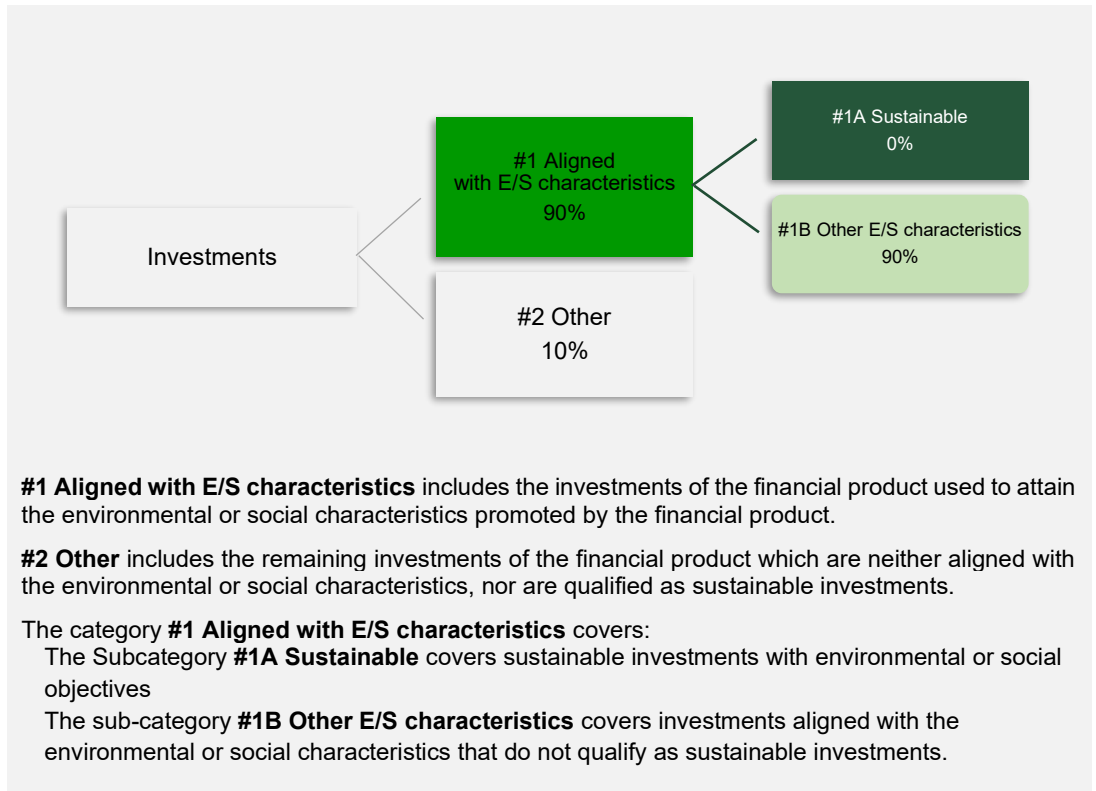 #1A Sustainable
0%
#1 Aligned
with E/S characteristics
90%
#1B Other E/S characteristics
90%
Investments
#2 Other
10%
#1 Aligned with E/S characteristics includes the investments of the financial product used to attain
the environmental or social characteristics promoted by the financial product.
#2 Other includes the remaining investments of the financial product which are neither aligned with
the environmental or social characteristics, nor are qualified as sustainable investments.
The category #1 Aligned with E/S characteristics covers:
The Subcategory #1A Sustainable covers sustainable investments with environmental or social
objectives
The sub-category #1B Other E/S characteristics covers investments aligned with the
environmental or social characteristics that do not qualify as sustainable investments.